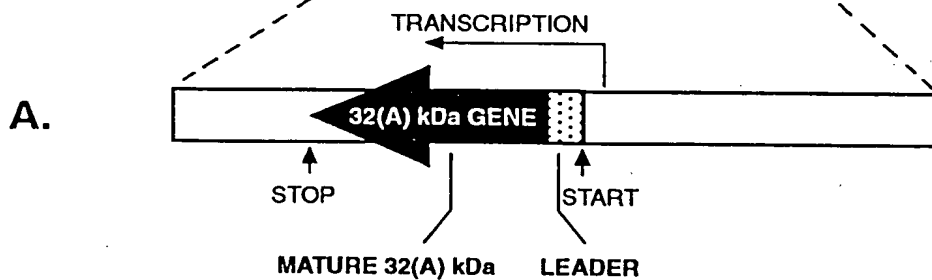 TRANSCRIPTION
A.
32(A) kDa GENE
STOP
START
MATURE 32(A) kDa
LEADER